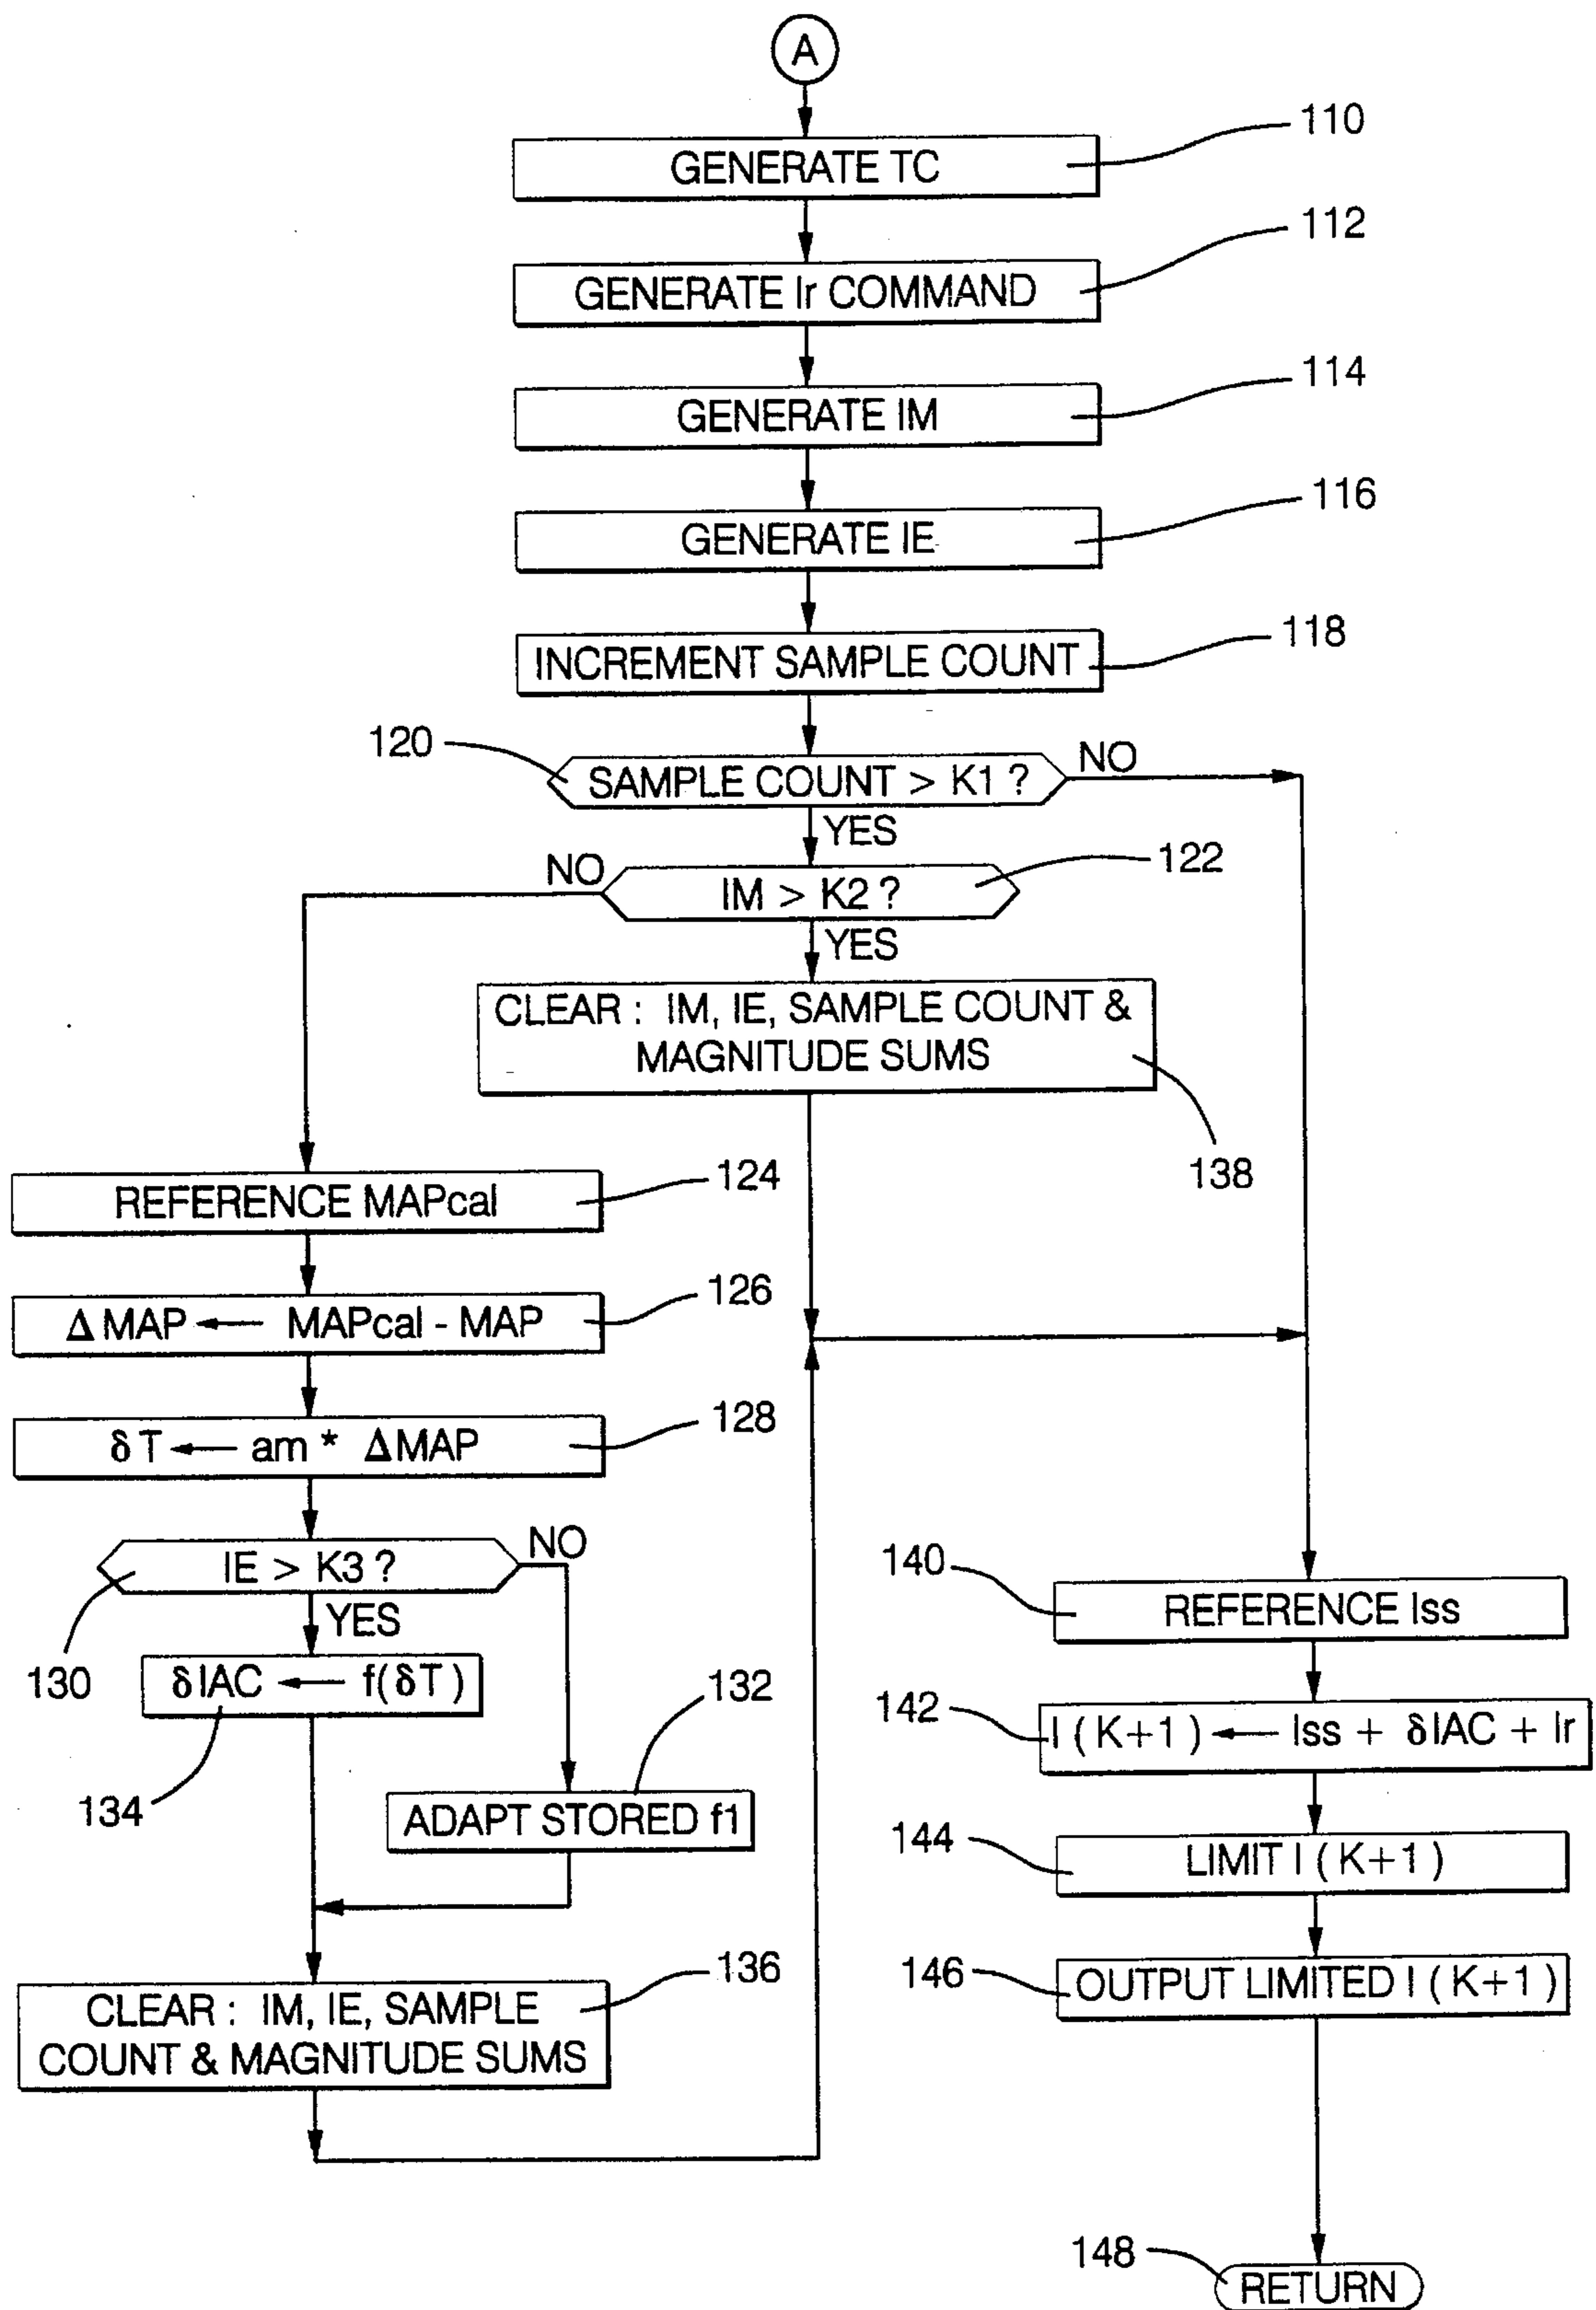 A
110
GENERATE TC
112
GENERATE Ir COMMAND
114
GENERATE IM
116
GENERATE IE
118
INCREMENT SAMPLE COUNT
120
SAMPLE COUNT > K1 ?
NO
YES
122
NO
IM > K2 ?
YES
CLEAR : IM, IE, SAMPLE COUNT &
MAGNITUDE SUMS
138
124
REFERENCE MAPcal
126
Δ MAP ← MAPcal - MAP
128
δ T ← am * ΔMAP
NO
IE > K3 ?
130
YES
δ IAC ← f(δT)
134
132
ADAPT STORED f1
136
CLEAR : IM, IE, SAMPLE
COUNT & MAGNITUDE SUMS
140
REFERENCE Iss
142
I ( K+1 ) ← Iss + δIAC + Ir
144
LIMIT I ( K+1 )
146
OUTPUT LIMITED I ( K+1 )
148
RETURN